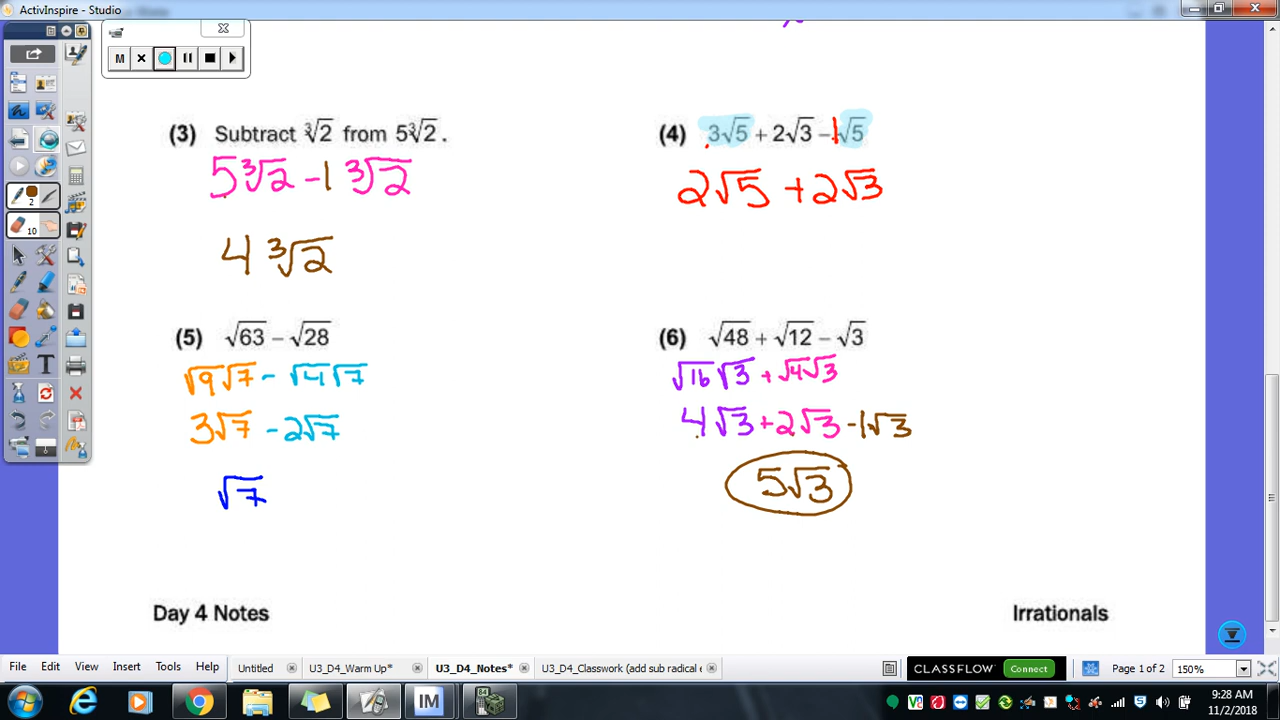 ActivInspire - Studio
M
(3) Subtract ∛2 from 5∛2.
5∛2 - 1∛2
4∛2
(4) 3√5 + 2√3 - 1√5
2√5 + 2√3
(5) √63 - √28
√9√7 - √4√7
3√7 - 2√7
√7
(6) √48 + √12 - √3
√16√3 + √4√3
4√3 + 2√3 - 1√3
5√3
Day 4 Notes
Irrationals
2
10
File Edit View Insert Tools Help
Untitled
U3_D4_Warm Up*
U3_D4_Notes*
U3_D4_Classwork (add sub radical e
CLASSFLOW Connect
Page 1 of 2
150%
IM
84
9:28 AM
11/2/2018